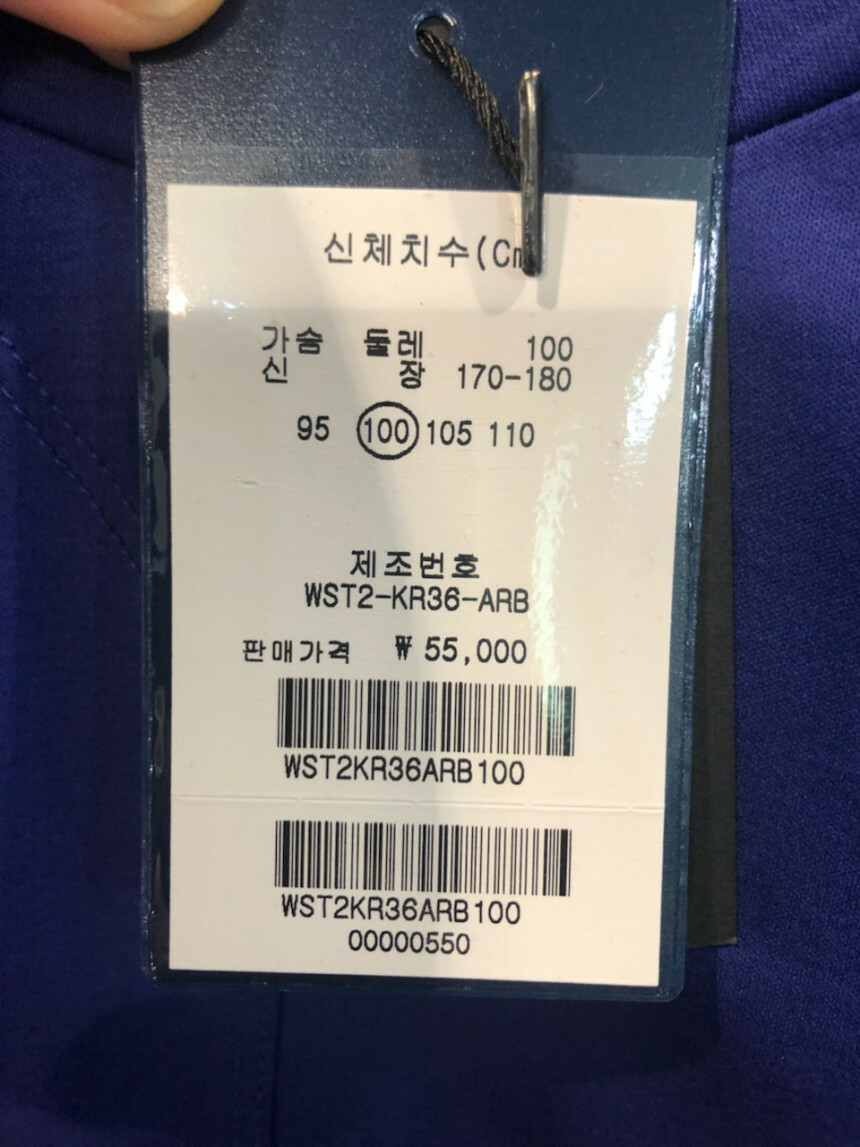 신체치수(Cm
가슴 둘레 100
신 장 170-180
95 100 105 110
제조번호
WST2-KR36-ARB
판매가격 ₩ 55,000
WST2KR36ARB100
WST2KR36ARB100
00000550